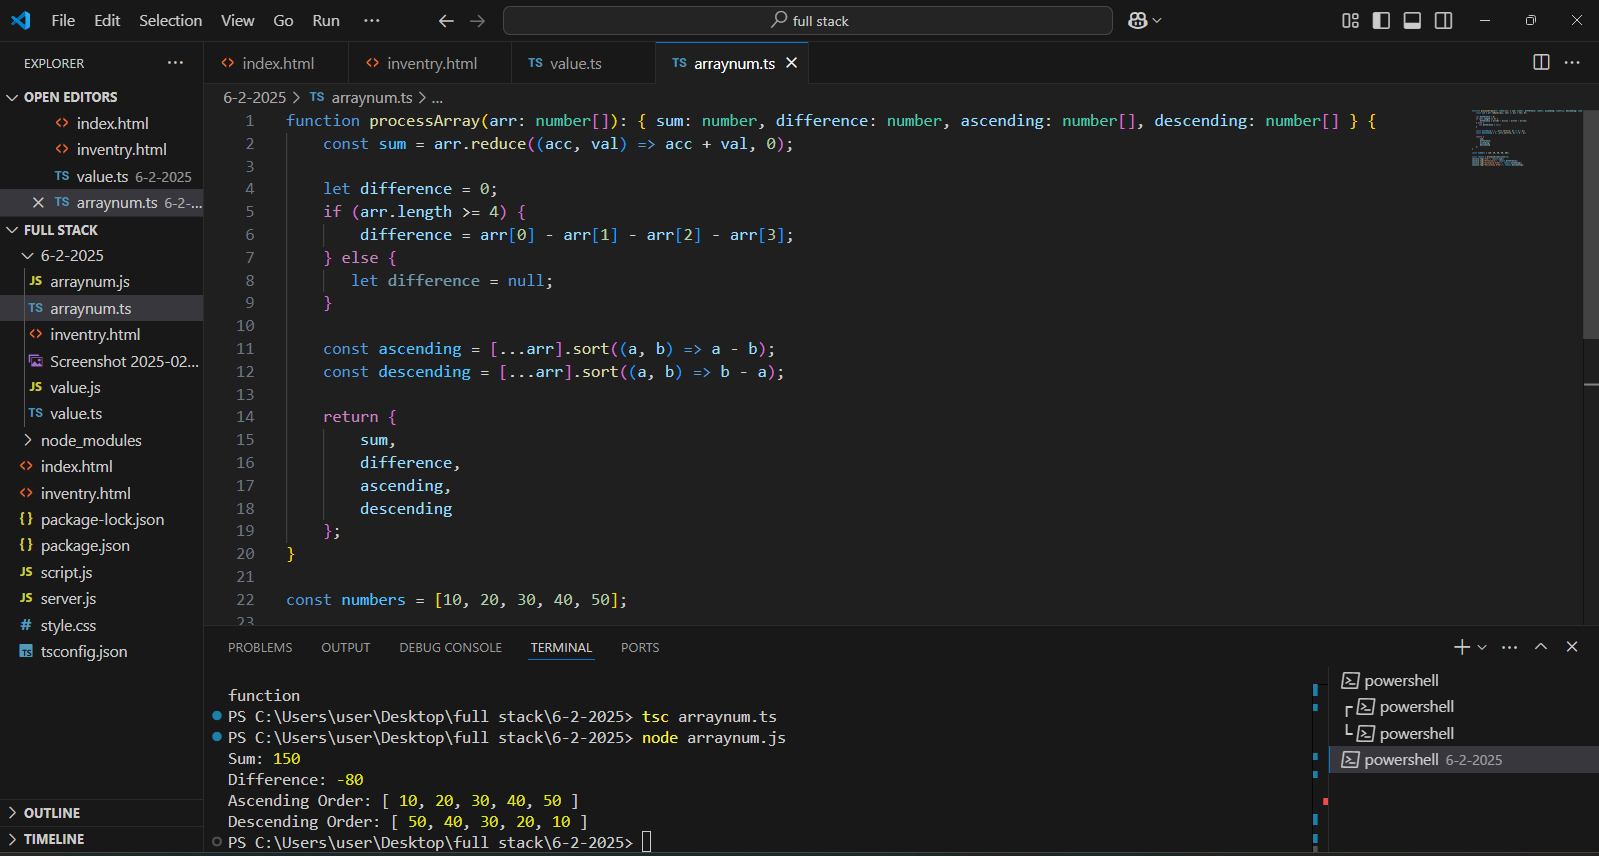 File Edit Selection View Go Run ··· full stack
EXPLORER ···
OPEN EDITORS
index.html
inventry.html
TS value.ts 6-2-2025
TS arraynum.ts 6-2-...
FULL STACK
6-2-2025
JS arraynum.js
TS arraynum.ts
inventry.html
Screenshot 2025-02...
JS value.js
TS value.ts
node_modules
index.html
inventry.html
{} package-lock.json
{} package.json
JS script.js
JS server.js
# style.css
TS tsconfig.json
OUTLINE
TIMELINE
index.html inventry.html TS value.ts TS arraynum.ts
6-2-2025 > TS arraynum.ts > ...
1 function processArray(arr: number[]): { sum: number, difference: number, ascending: number[], descending: number[] } {
2 const sum = arr.reduce((acc, val) => acc + val, 0);
3
4 let difference = 0;
5 if (arr.length >= 4) {
6 difference = arr[0] - arr[1] - arr[2] - arr[3];
7 } else {
8 let difference = null;
9 }
10
11 const ascending = [...arr].sort((a, b) => a - b);
12 const descending = [...arr].sort((a, b) => b - a);
13
14 return {
15 sum,
16 difference,
17 ascending,
18 descending
19 };
20 }
21
22 const numbers = [10, 20, 30, 40, 50];
23
PROBLEMS OUTPUT DEBUG CONSOLE TERMINAL PORTS
function
PS C:\Users\user\Desktop\full stack\6-2-2025> tsc arraynum.ts
PS C:\Users\user\Desktop\full stack\6-2-2025> node arraynum.js
Sum: 150
Difference: -80
Ascending Order: [ 10, 20, 30, 40, 50 ]
Descending Order: [ 50, 40, 30, 20, 10 ]
PS C:\Users\user\Desktop\full stack\6-2-2025>
powershell
powershell
powershell
powershell 6-2-2025